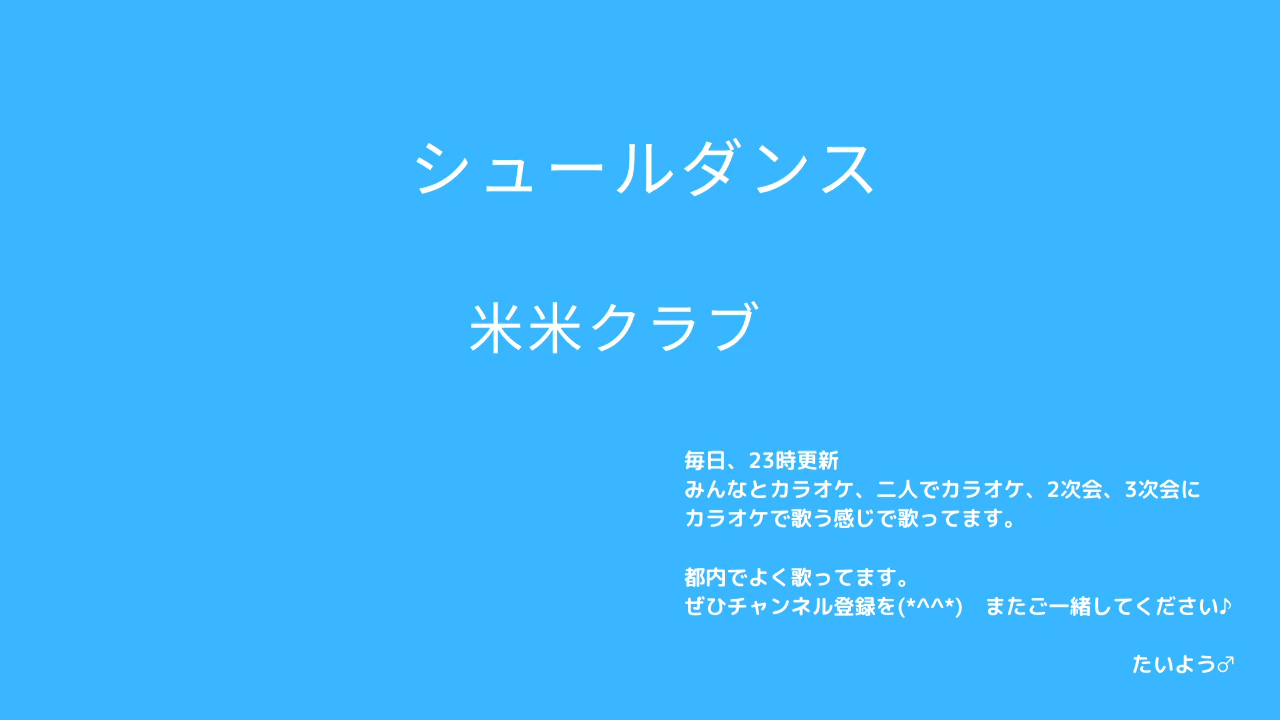 シュールダンス
米米クラブ
毎日、23時更新
みんなとカラオケ、二人でカラオケ、2次会、3次会に
カラオケで歌う感じで歌ってます。
都内でよく歌ってます。
ぜひチャンネル登録を(*^^*)　またご一緒してください♪
たいよう♂